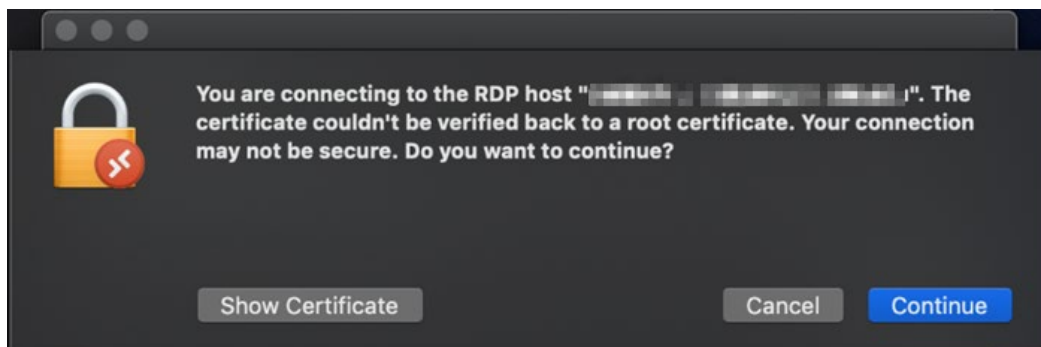 You are connecting to the RDP host " ". The
certificate couldn't be verified back to a root certificate. Your connection
may not be secure. Do you want to continue?
Show Certificate
Cancel
Continue